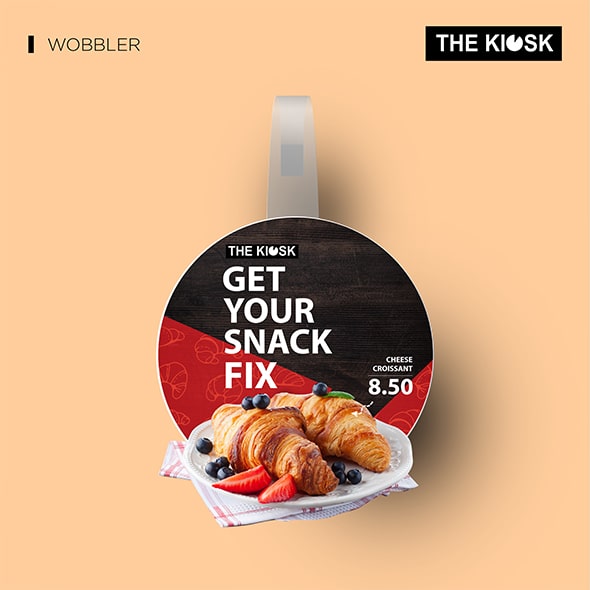 WOBBLER
THE KIOSK
THE KIOSK
GET
YOUR
SNACK
FIX
CHEESE
CROISSANT
8.50